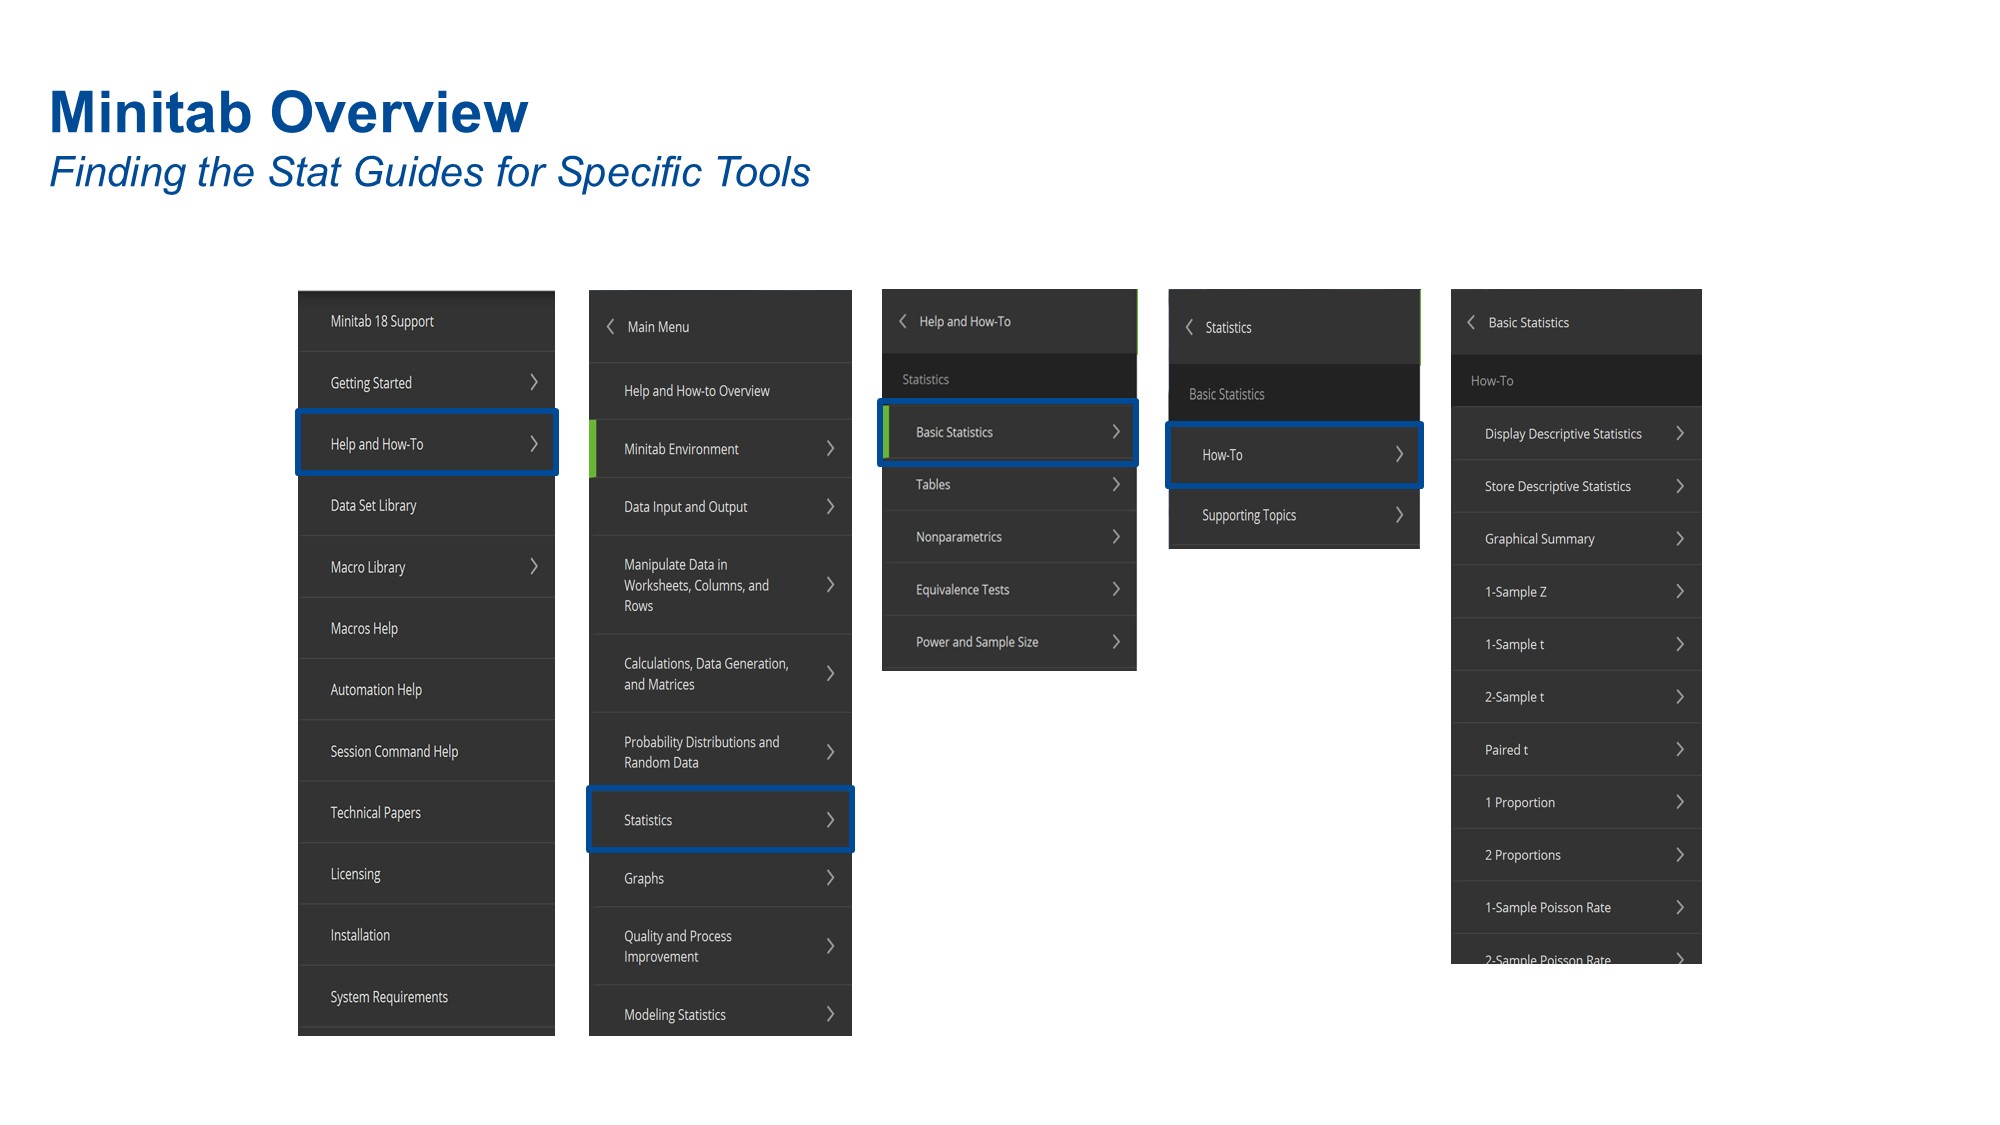 Minitab Overview
Finding the Stat Guides for Specific Tools
Minitab 18 Support
Getting Started
Help and How-To
Data Set Library
Macro Library
Macros Help
Automation Help
Session Command Help
Technical Papers
Licensing
Installation
System Requirements
Main Menu
Help and How-to Overview
Minitab Environment
Data Input and Output
Manipulate Data in
Worksheets, Columns, and
Rows
Calculations, Data Generation,
and Matrices
Probability Distributions and
Random Data
Statistics
Graphs
Quality and Process
Improvement
Modeling Statistics
Help and How-To
Statistics
Basic Statistics
Tables
Nonparametrics
Equivalence Tests
Power and Sample Size
Statistics
Basic Statistics
How-To
Supporting Topics
Basic Statistics
How-To
Display Descriptive Statistics
Store Descriptive Statistics
Graphical Summary
1-Sample Z
1-Sample t
2-Sample t
Paired t
1 Proportion
2 Proportions
1-Sample Poisson Rate
2-Sample Poisson Rate